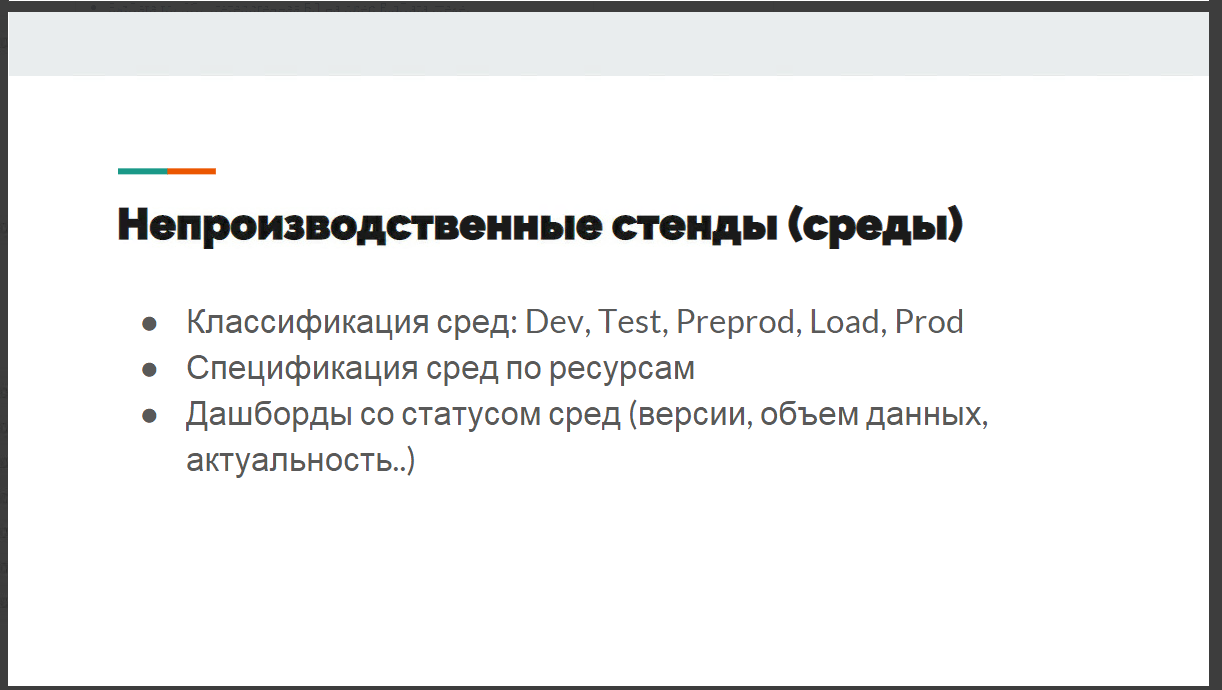 Непроизводственные стенды (среды)
● Классификация сред: Dev, Test, Preprod, Load, Prod
● Спецификация сред по ресурсам
● Дашборды со статусом сред (версии, объем данных,
актуальность..)